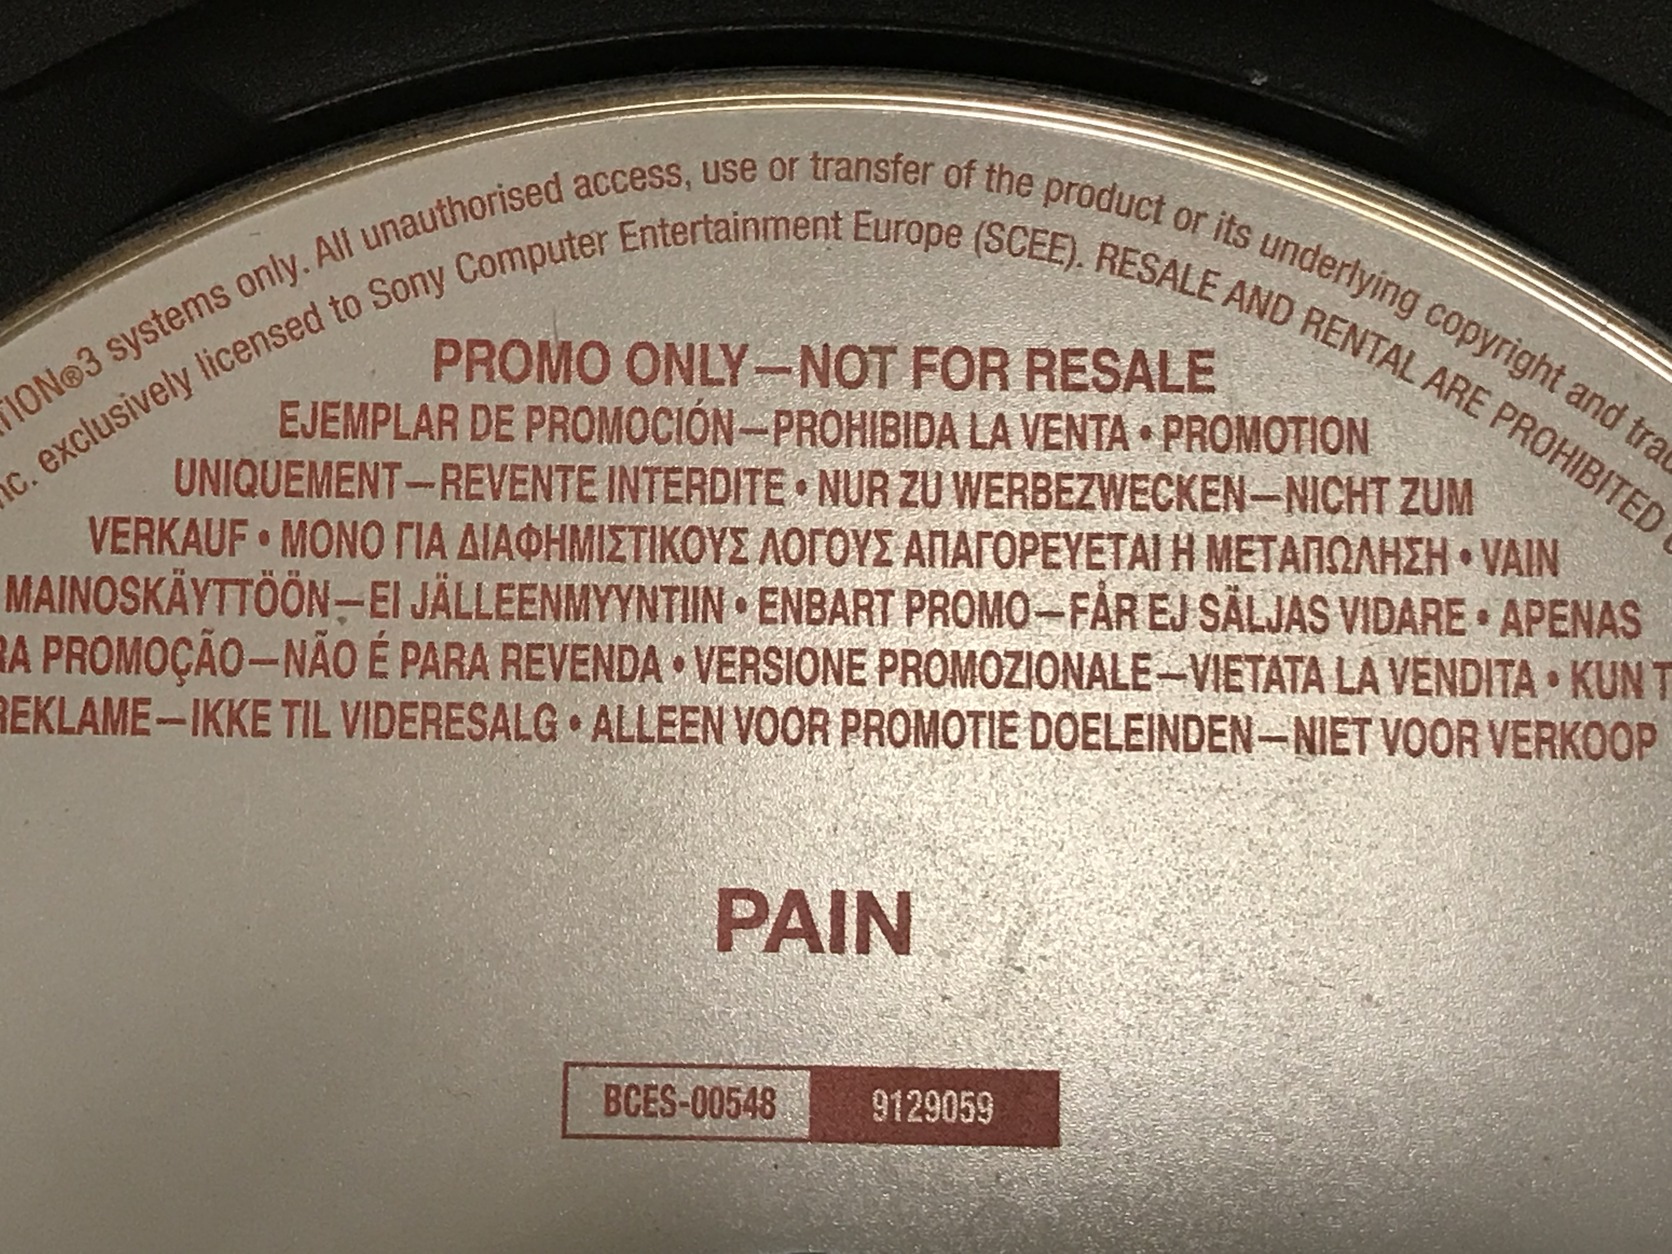 TION®3 systems only. All unauthorised access, use or transfer of the product or its underlying copyright and
nc. exclusively licensed to Sony Computer Entertainment Europe (SCEE). RESALE AND RENTAL ARE PROHIBITED
PROMO ONLY—NOT FOR RESALE
EJEMPLAR DE PROMOCIÓN—PROHIBIDA LA VENTA • PROMOTION
UNIQUEMENT—REVENTE INTERDITE • NUR ZU WERBEZWECKEN—NICHT ZUM
VERKAUF • ΜΟΝΟ ΓΙΑ ΔΙΑΦΗΜΙΣΤΙΚΟΥΣ ΛΟΓΟΥΣ ΑΠΑΓΟΡΕΥΕΤΑΙ Η ΜΕΤΑΠΩΛΗΣΗ • VAIN
MAINOSKÄYTTÖÖN—EI JÄLLEENMYYNTIIN • ENBART PROMO—FÅR EJ SÄLJAS VIDARE • APENAS
RA PROMOÇÃO—NÃO É PARA REVENDA • VERSIONE PROMOZIONALE—VIETATA LA VENDITA • KUN T
REKLAME—IKKE TIL VIDERESALG • ALLEEN VOOR PROMOTIE DOELEINDEN—NIET VOOR VERKOOP
PAIN
BCES-00548 9129059